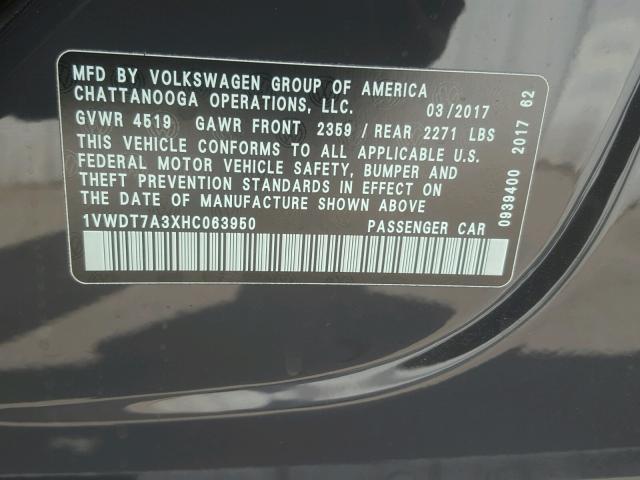 MFD BY VOLKSWAGEN GROUP OF AMERICA
CHATTANOOGA OPERATIONS, LLC. 03/2017
GVWR 4519 GAWR FRONT 2359 / REAR 2271 LBS
THIS VEHICLE CONFORMS TO ALL APPLICABLE U.S.
FEDERAL MOTOR VEHICLE SAFETY, BUMPER AND
THEFT PREVENTION STANDARDS IN EFFECT ON
THE DATE OF MANUFACTURE SHOWN ABOVE
1VWDT7A3XHC063950 PASSENGER CAR
0939400 2017 62